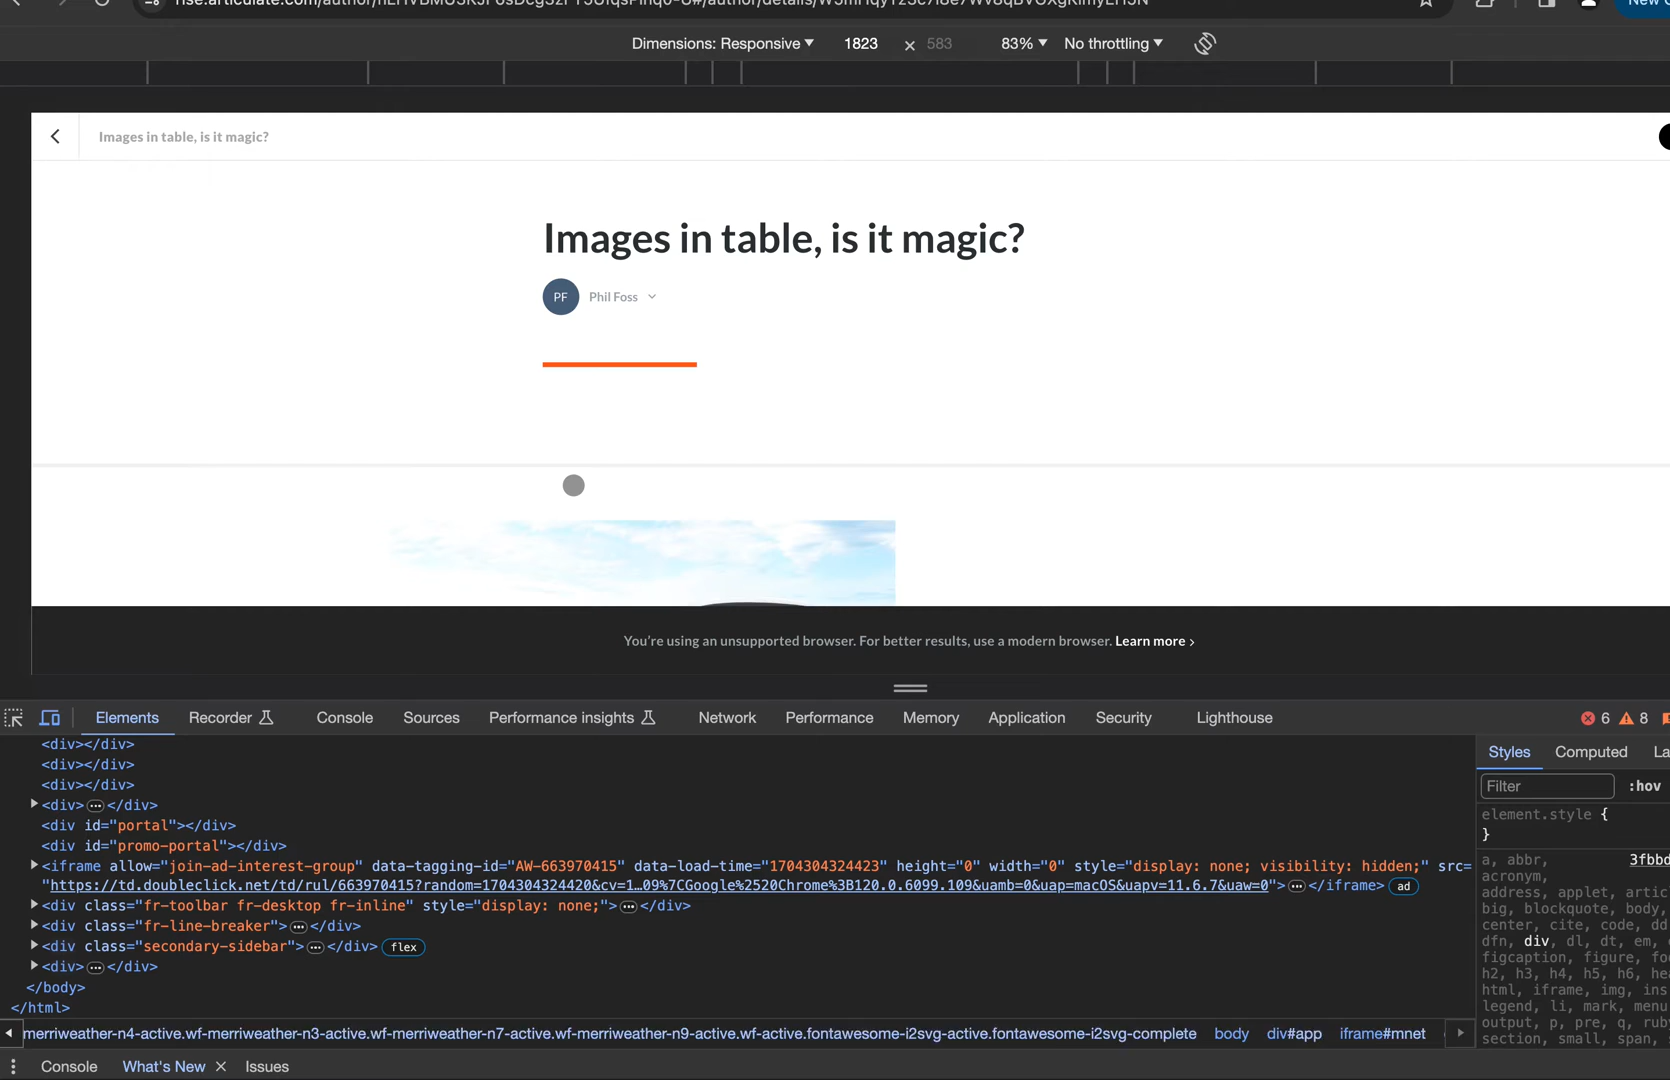 Dimensions: Responsive ▼ 1823 × 583 83% ▼ No throttling ▼
Images in table, is it magic?
Images in table, is it magic?
PF Phil Foss
You're using an unsupported browser. For better results, use a modern browser. Learn more ›
Elements Recorder Console Sources Performance insights Network Performance Memory Application Security Lighthouse 6 8
<div></div>
<div></div>
<div></div>
<div>…</div>
<div id="portal"></div>
<div id="promo-portal"></div>
<iframe allow="join-ad-interest-group" data-tagging-id="AW-663970415" data-load-time="1704304324423" height="0" width="0" style="display: none; visibility: hidden;" src=
"https://td.doubleclick.net/td/rul/663970415?random=1704304324420&cv=1…09%7CGoogle%2520Chrome%3B120.0.6099.109&uamb=0&uap=macOS&uapv=11.6.7&uaw=0">…</iframe> ad
<div class="fr-toolbar fr-desktop fr-inline" style="display: none;">…</div>
<div class="fr-line-breaker">…</div>
<div class="secondary-sidebar">…</div> flex
<div>…</div>
</body>
</html>
Styles Computed La
Filter :hov
element.style {
}
a, abbr, 3fbbd
acronym,
address, applet, artic
big, blockquote, body,
center, cite, code, dd
dfn, div, dl, dt, em,
figcaption, figure, fo
h2, h3, h4, h5, h6, he
html, iframe, img, ins
legend, li, mark, menu
output, p, pre, q, rub
section, small, span,
merriweather-n4-active.wf-merriweather-n3-active.wf-merriweather-n7-active.wf-merriweather-n9-active.wf-active.fontawesome-i2svg-active.fontawesome-i2svg-complete body div#app iframe#mnet
Console What's New × Issues